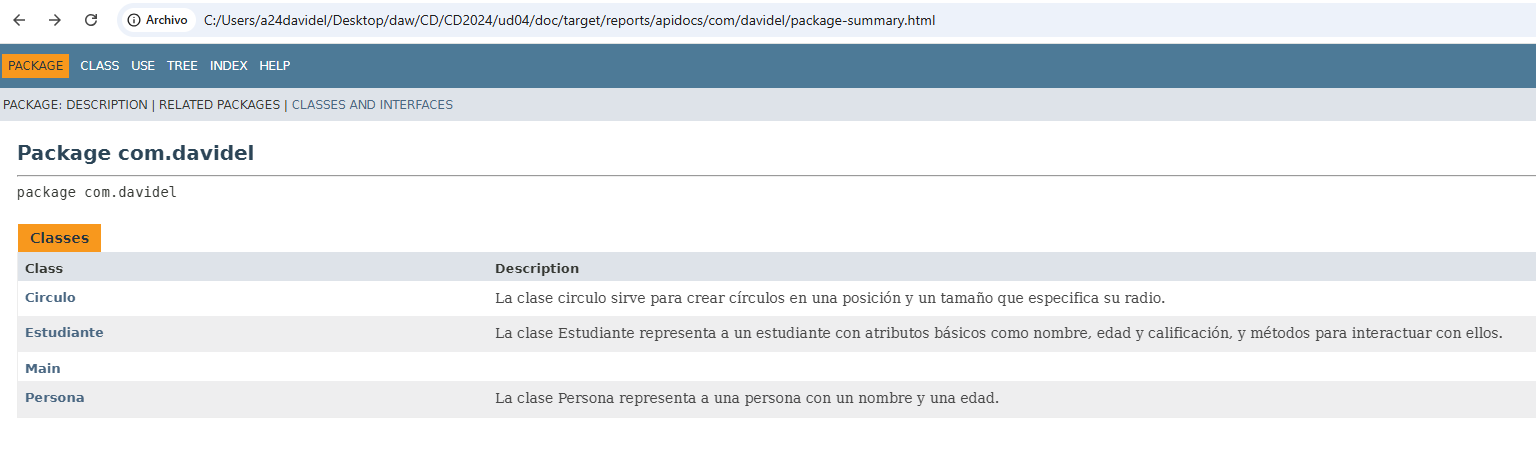 Archivo C:/Users/a24davidel/Desktop/daw/CD/CD2024/ud04/doc/target/reports/apidocs/com/davidel/package-summary.html
PACKAGE CLASS USE TREE INDEX HELP
PACKAGE: DESCRIPTION | RELATED PACKAGES | CLASSES AND INTERFACES
Package com.davidel
package com.davidel
Classes
Class Description
Circulo La clase circulo sirve para crear círculos en una posición y un tamaño que especifica su radio.
Estudiante La clase Estudiante representa a un estudiante con atributos básicos como nombre, edad y calificación, y métodos para interactuar con ellos.
Main
Persona La clase Persona representa a una persona con un nombre y una edad.